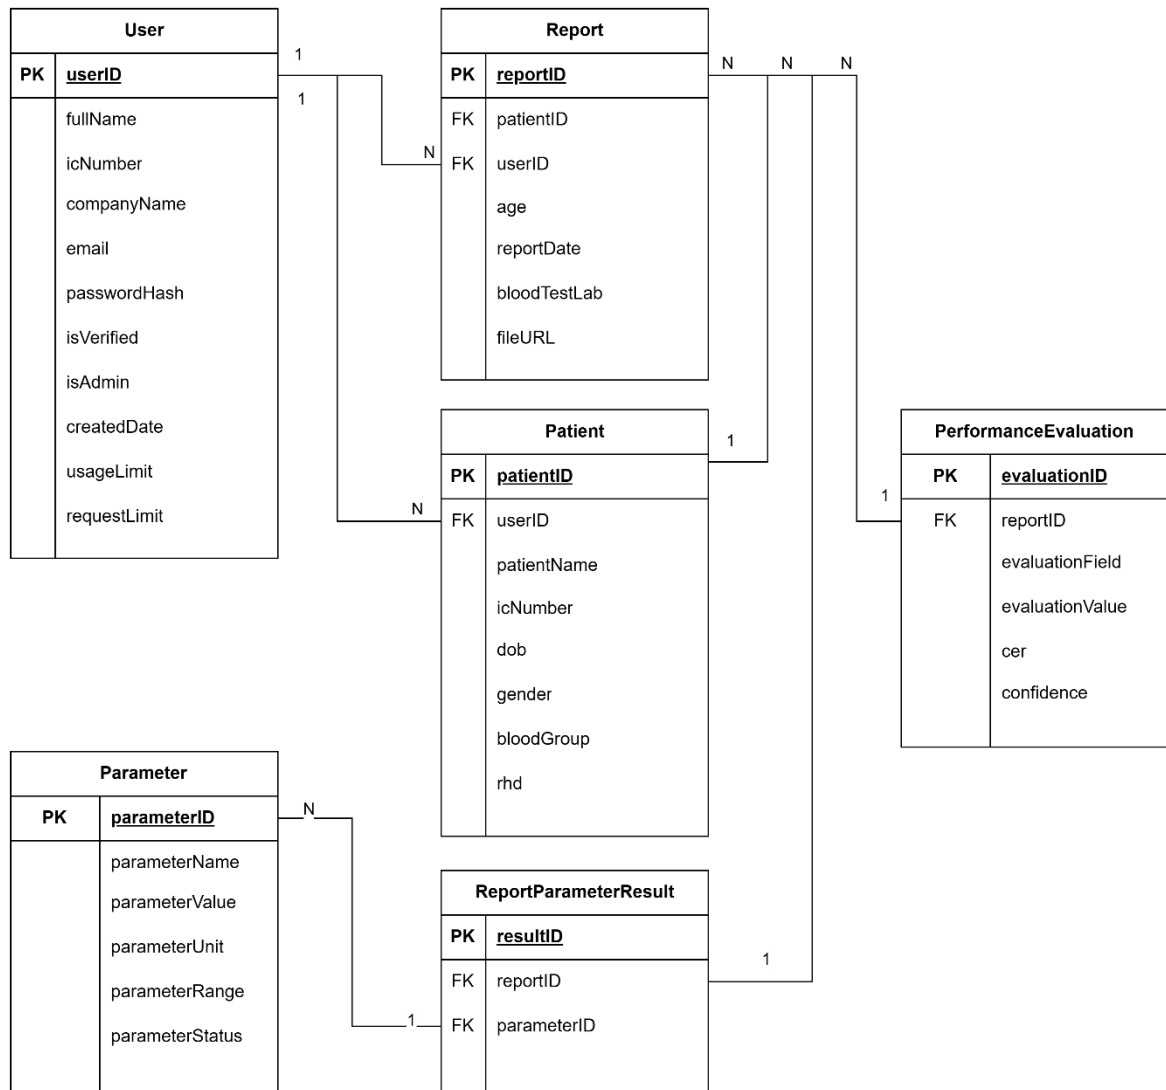 User
PK userID
fullName
icNumber
companyName
email
passwordHash
isVerified
isAdmin
createdDate
usageLimit
requestLimit
1
1
N
N
Report
PK reportID
FK patientID
FK userID
age
reportDate
bloodTestLab
fileURL
N N N
Patient
PK patientID
FK userID
patientName
icNumber
dob
gender
bloodGroup
rhd
1
1
PerformanceEvaluation
PK evaluationID
FK reportID
evaluationField
evaluationValue
cer
confidence
Parameter
PK parameterID
parameterName
parameterValue
parameterUnit
parameterRange
parameterStatus
N
1
ReportParameterResult
PK resultID
FK reportID
FK parameterID
1